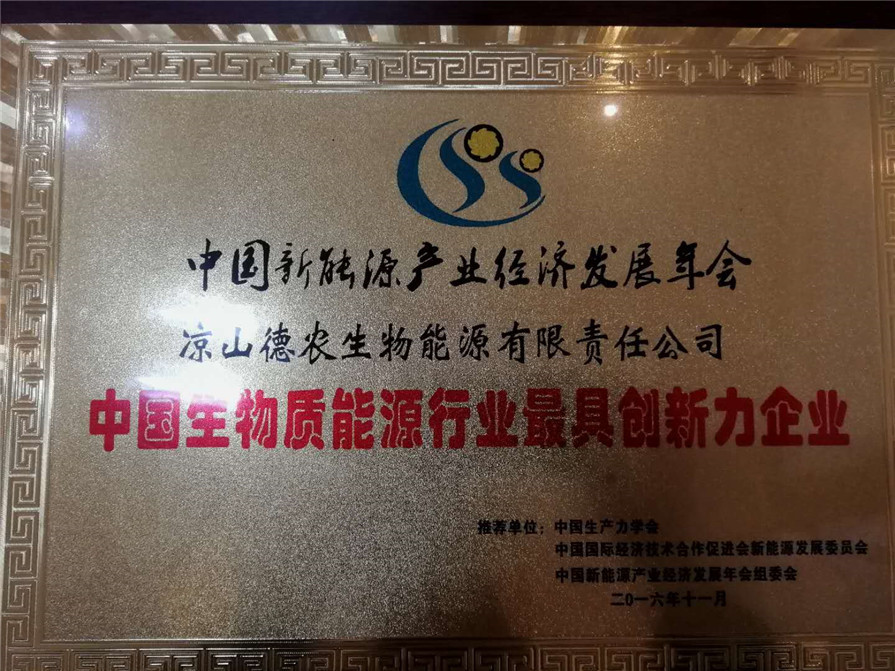 中国新能源产业经济发展年会
凉山德农生物能源有限责任公司
中国生物质能源行业最具创新力企业
推荐单位：中国生产力学会
中国国际经济技术合作促进会新能源发展委员会
中国新能源产业经济发展年会组委会
二0一六年十一月